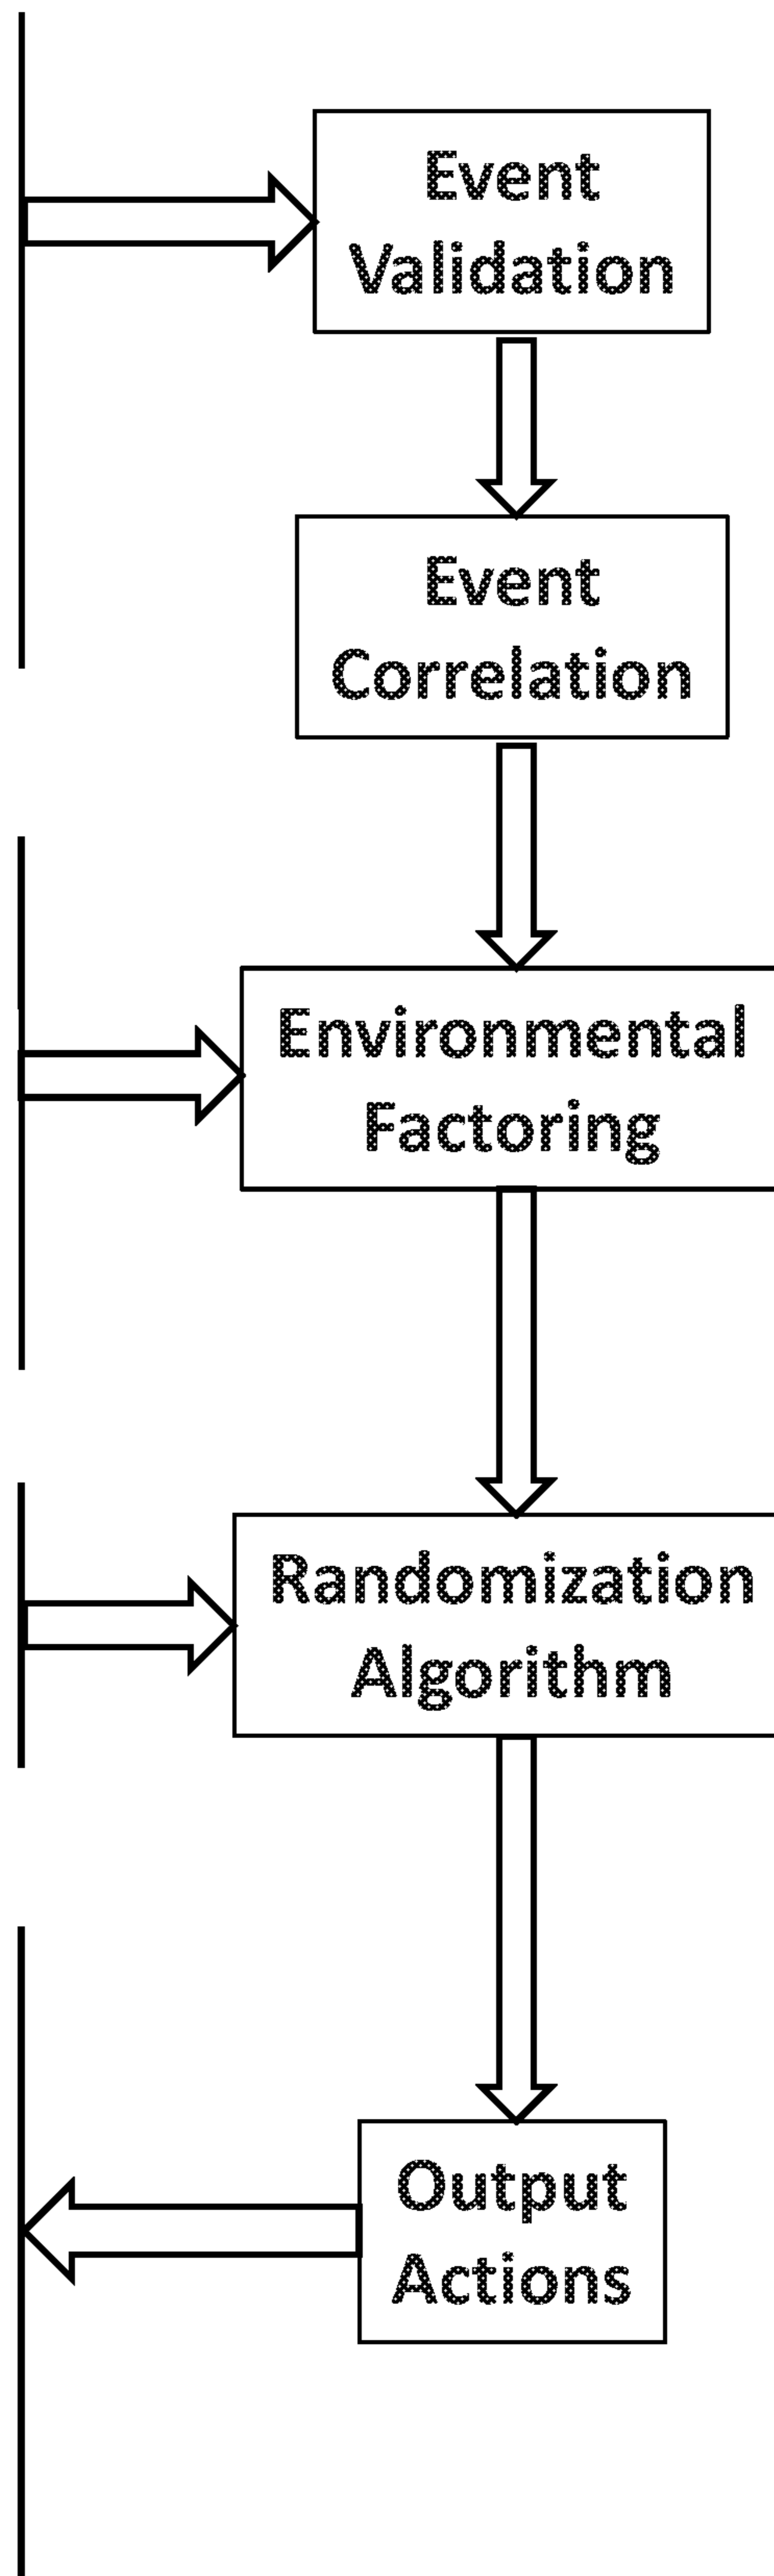 Event
Validation
Event
Correlation
Environmental
Factoring
Randomization
Algorithm
Output
Actions